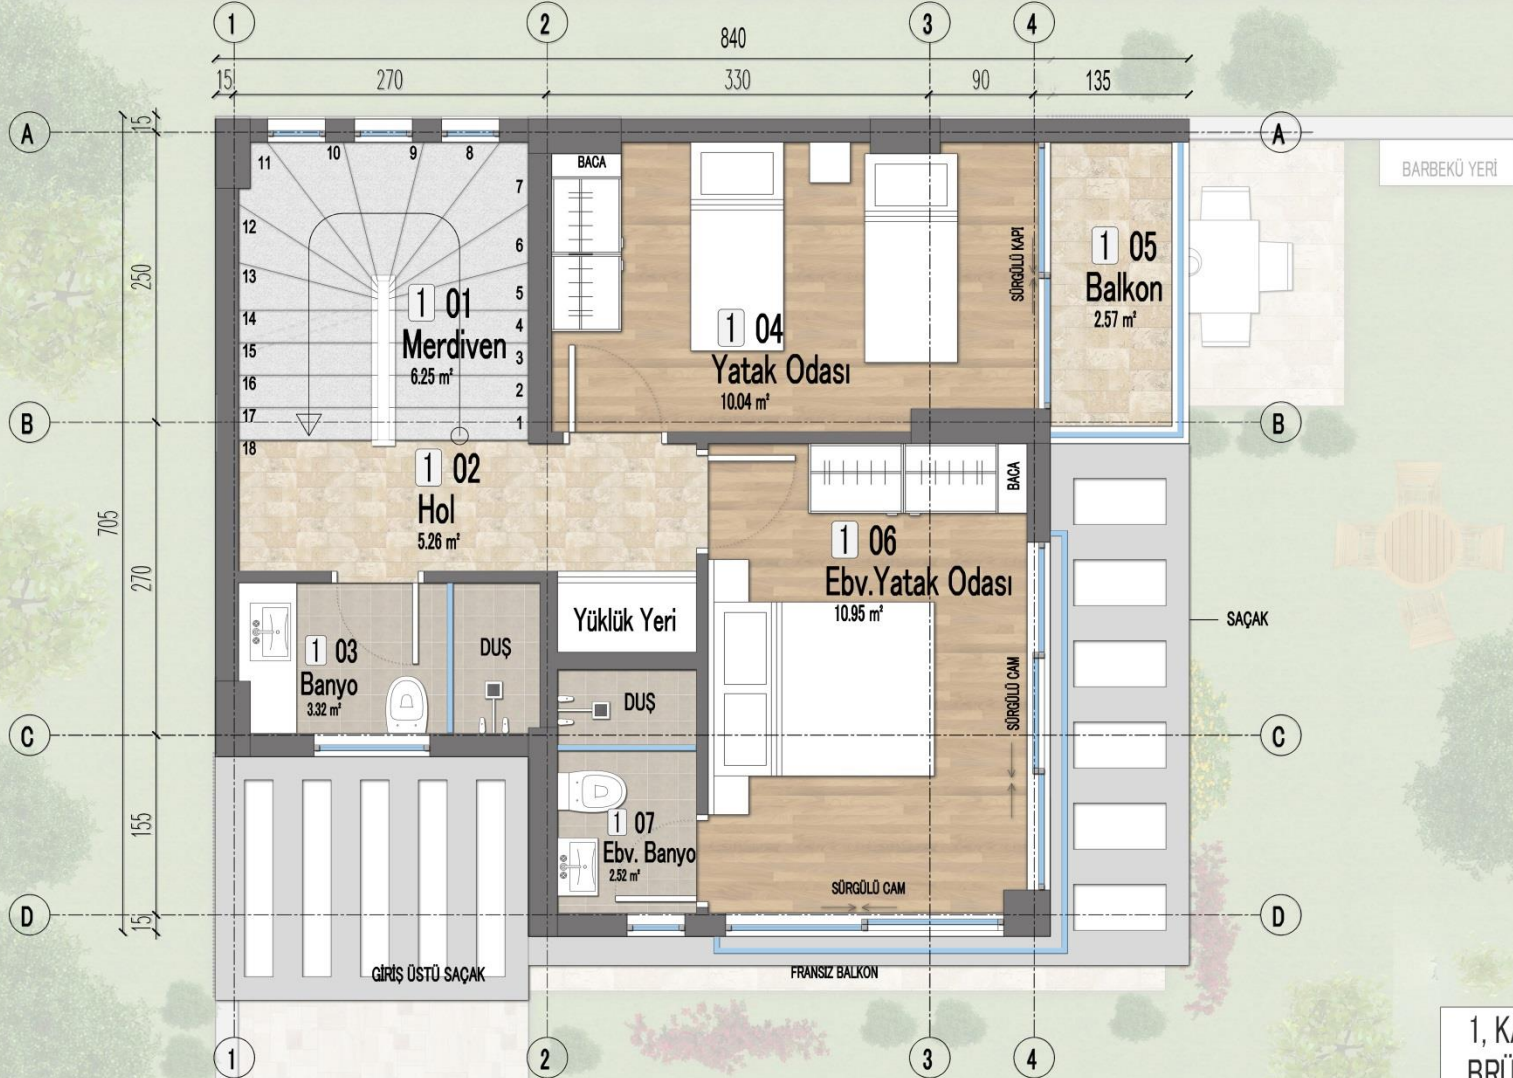 1 2 3 4
840
15 270 330 90 135
A A
15
BARBEKÜ YERİ
BACA
11 10 9 8
7
12
6
13
5
14
4
15
3
16
2
17
1
18
1 01
Merdiven
6.25 m²
1 04
Yatak Odası
10.04 m²
SÜRGÜLÜ KAPI
1 05
Balkon
2.57 m²
250
B B
1 02
Hol
5.26 m²
BACA
705
270
1 06
Ebv.Yatak Odası
10.95 m²
Yüklük Yeri
SAÇAK
1 03
Banyo
3.32 m²
DUŞ
DUŞ
SÜRGÜLÜ CAM
C C
155
1 07
Ebv. Banyo
2.52 m²
SÜRGÜLÜ CAM
D D
15
GİRİŞ ÜSTÜ SAÇAK
FRANSIZ BALKON
1 2 3 4
1, KA
BRÜ